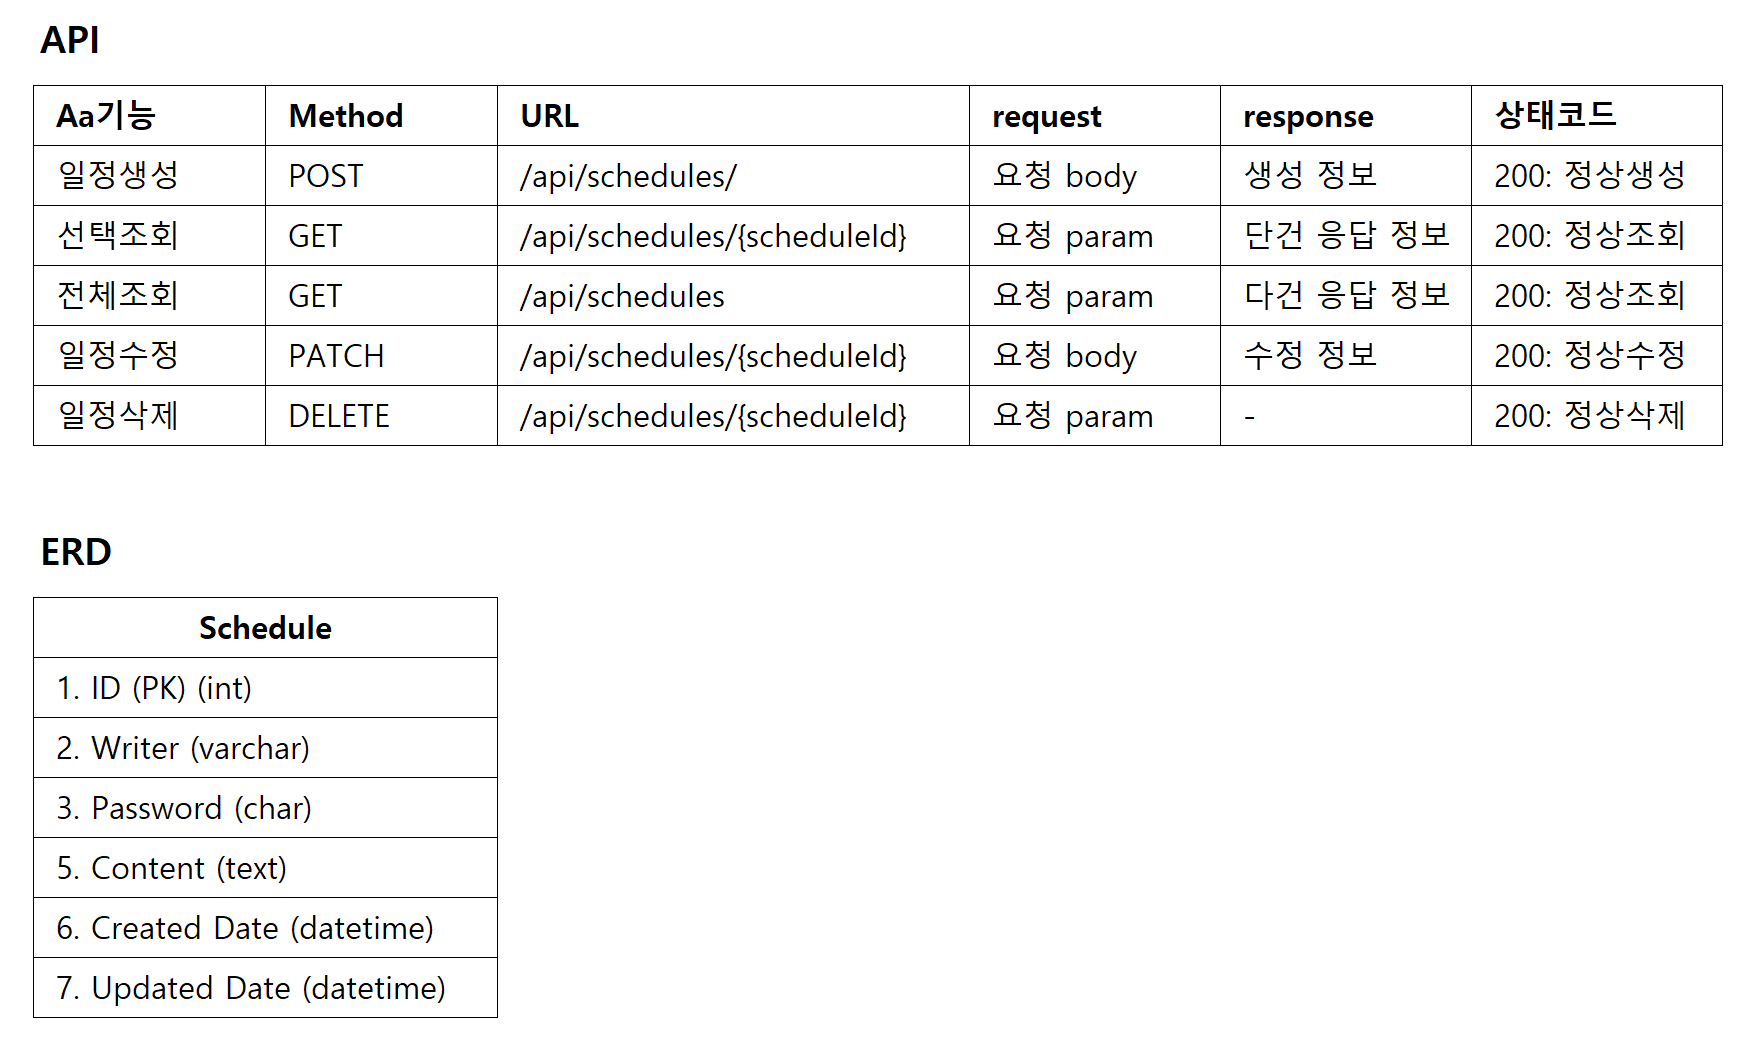 API
Aa기능 Method URL request response 상태코드
일정생성 POST /api/schedules/ 요청 body 생성 정보 200: 정상생성
선택조회 GET /api/schedules/{scheduleId} 요청 param 단건 응답 정보 200: 정상조회
전체조회 GET /api/schedules 요청 param 다건 응답 정보 200: 정상조회
일정수정 PATCH /api/schedules/{scheduleId} 요청 body 수정 정보 200: 정상수정
일정삭제 DELETE /api/schedules/{scheduleId} 요청 param - 200: 정상삭제
ERD
Schedule
1. ID (PK) (int)
2. Writer (varchar)
3. Password (char)
5. Content (text)
6. Created Date (datetime)
7. Updated Date (datetime)